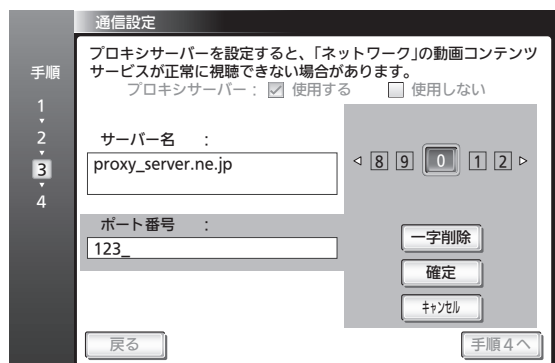 通信設定
手順
1
2
3
4
プロキシサーバーを設定すると、「ネットワーク」の動画コンテンツ
サービスが正常に視聴できない場合があります。
プロキシサーバー： 使用する 使用しない
サーバー名 ：
proxy_server.ne.jp
8 9 0 1 2
ポート番号 ：
123_
一字削除
確定
ｷｬﾝｾﾙ
戻る
手順４へ